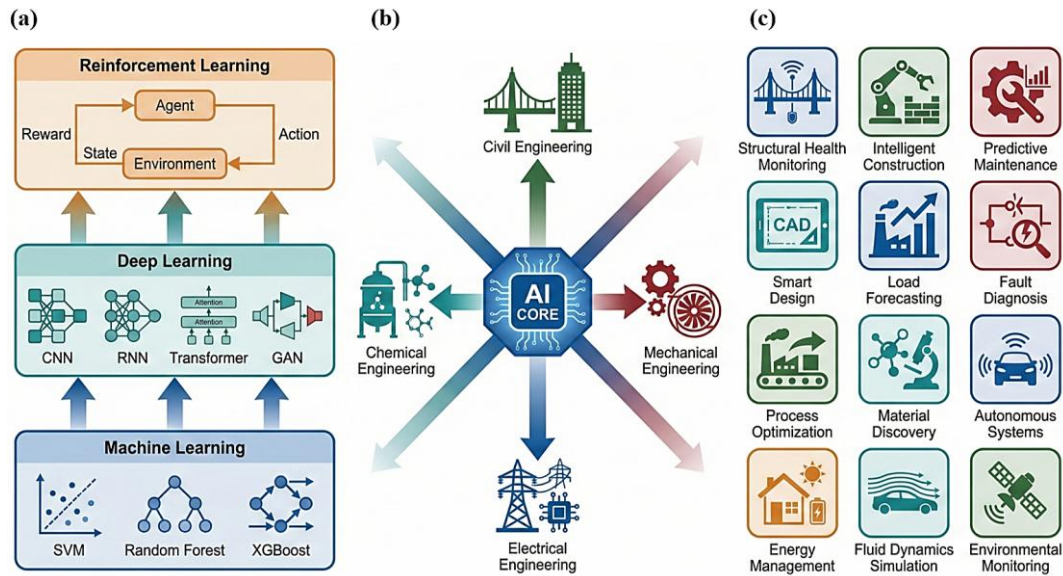 (a)
Reinforcement Learning
Agent
Reward
State
Action
Environment
Deep Learning
Attention
Attention
CNN
RNN
Transformer
GAN
Machine Learning
SVM
Random Forest
XGBoost
(b)
Civil Engineering
AI
CORE
Chemical
Engineering
Mechanical
Engineering
Electrical
Engineering
(c)
Structural Health
Monitoring
Intelligent
Construction
Predictive
Maintenance
CAD
Smart
Design
Load
Forecasting
Fault
Diagnosis
Process
Optimization
Material
Discovery
Autonomous
Systems
Energy
Management
Fluid Dynamics
Simulation
Environmental
Monitoring